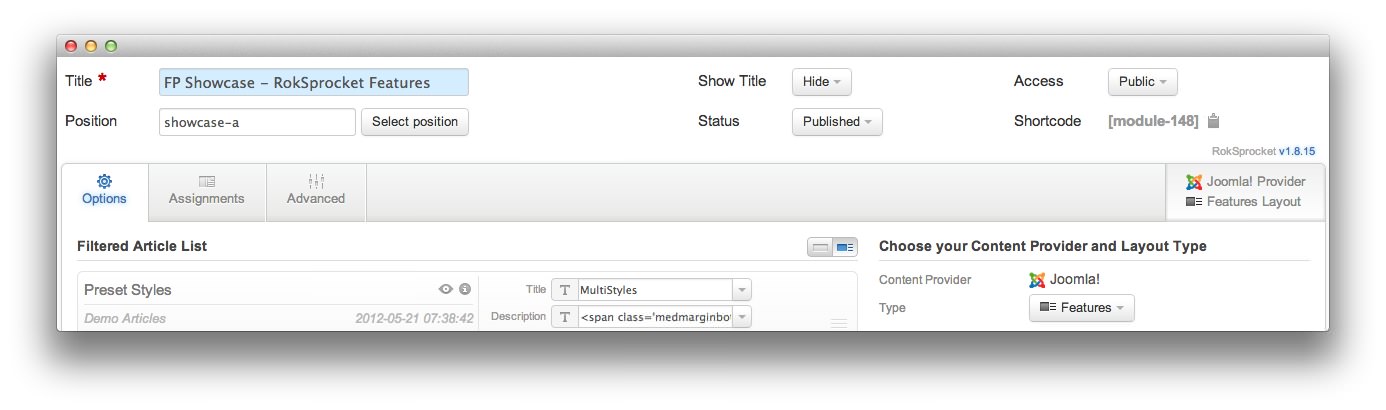 Title * FP Showcase – RokSprocket Features Show Title Hide Access Public
Position showcase-a Select position Status Published Shortcode [module-148]
RokSprocket v1.8.15
Options Assignments Advanced Joomla! Provider
Features Layout
Filtered Article List Choose your Content Provider and Layout Type
Preset Styles Title T MultiStyles Content Provider Joomla!
Demo Articles 2012-05-21 07:38:42 Description T <span class='medmarginbot Type Features